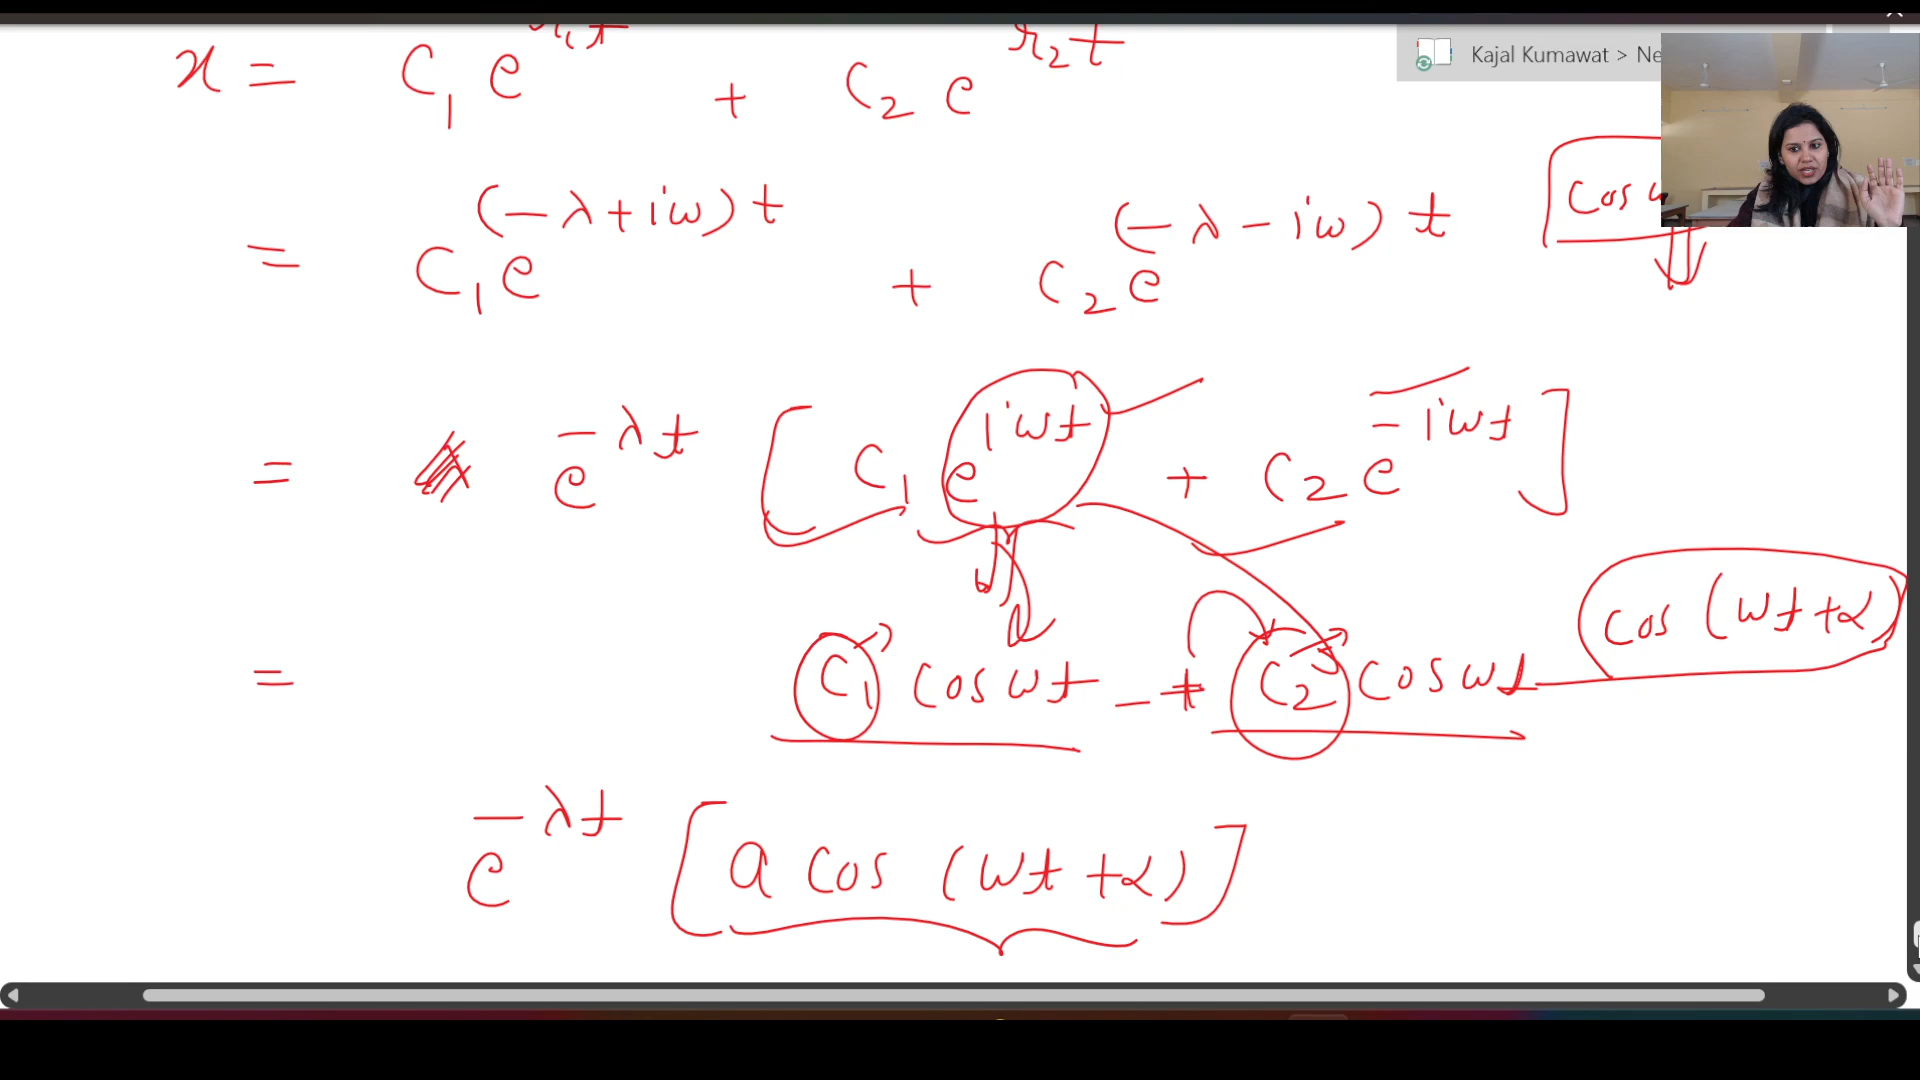 x = C₁ e^{r₁t} + C₂ e^{r₂t}
Kajal Kumawat >
= C₁ e^{(-λ+iω)t} + C₂ e^{(-λ-iω)t}
cos
= e^{-λt} [ C₁ e^{iωt} + C₂ e^{-iωt} ]
cos (ωt+α)
= C₁ cos ωt + C₂ cos ωt
e^{-λt} [ a cos (ωt+α) ]